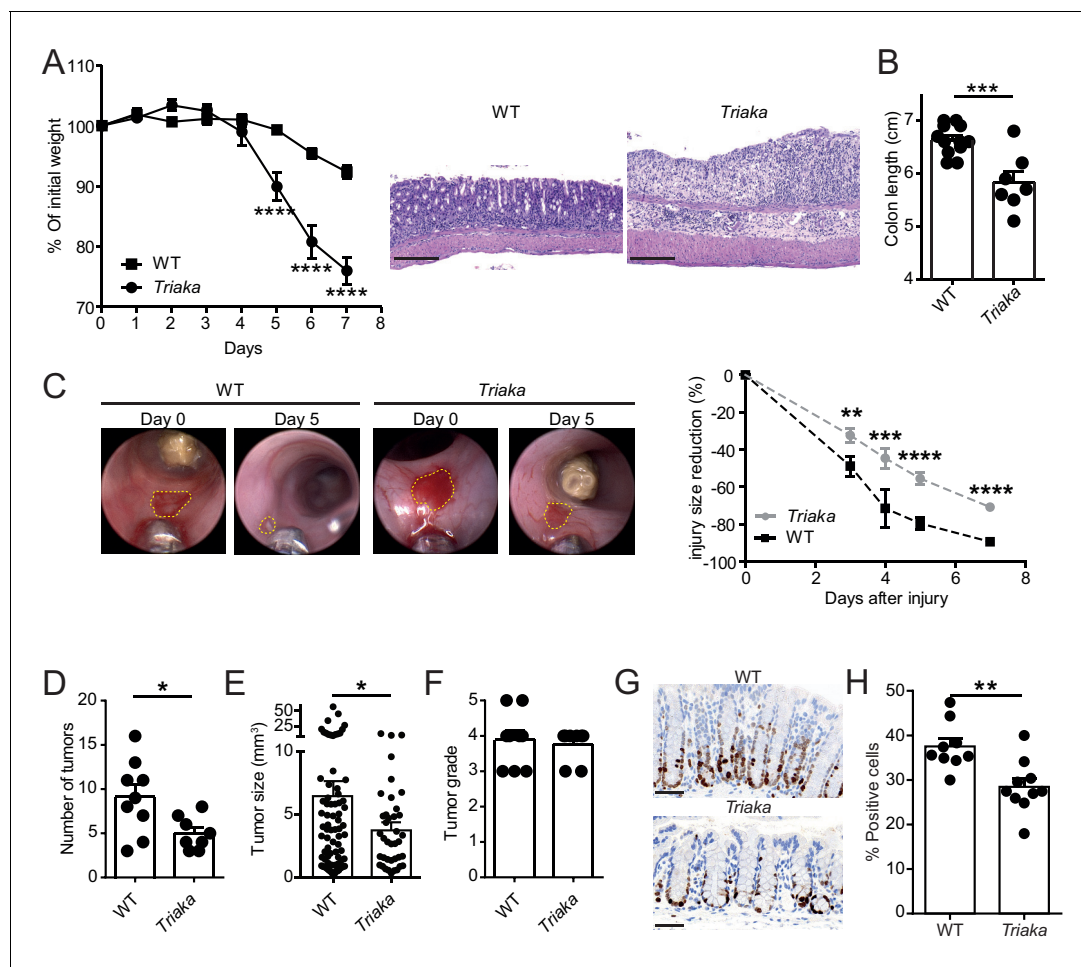 A
% Of initial weight
110
100
90
80
70
0 1 2 3 4 5 6 7 8
Days
WT
Triaka
****
****
****
WT
Triaka
B
***
Colon length (cm)
7
6
5
4
WT
Triaka
C
WT
Triaka
Day 0
Day 5
Day 0
Day 5
injury size reduction (%)
0
-20
-40
-60
-80
-100
0 2 4 6 8
Days after injury
**
***
****
****
Triaka
WT
D
*
Number of tumors
20
15
10
5
0
WT
Triaka
E
*
Tumor size (mm³)
50
25
10
5
0
WT
Triaka
F
Tumor grade
5
4
3
2
1
0
WT
Triaka
G
WT
Triaka
H
**
% Positive cells
50
40
30
20
10
0
WT
Triaka